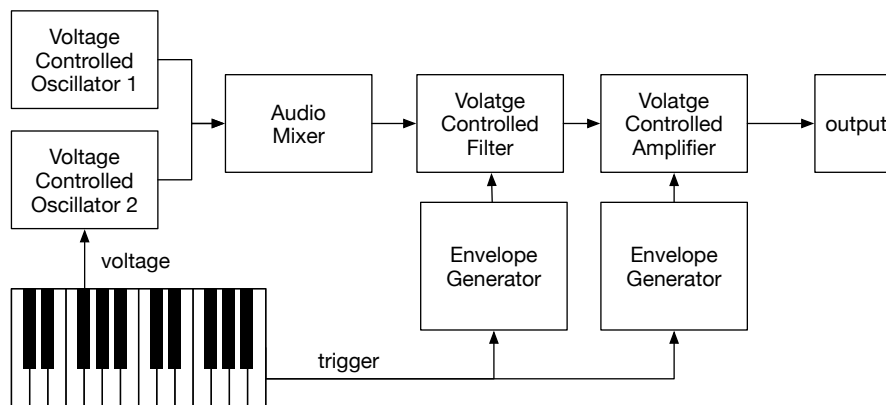 Voltage
Controlled
Oscillator 1
Voltage
Controlled
Oscillator 2
Audio
Mixer
Volatge
Controlled
Filter
Volatge
Controlled
Amplifier
output
voltage
Envelope
Generator
Envelope
Generator
trigger